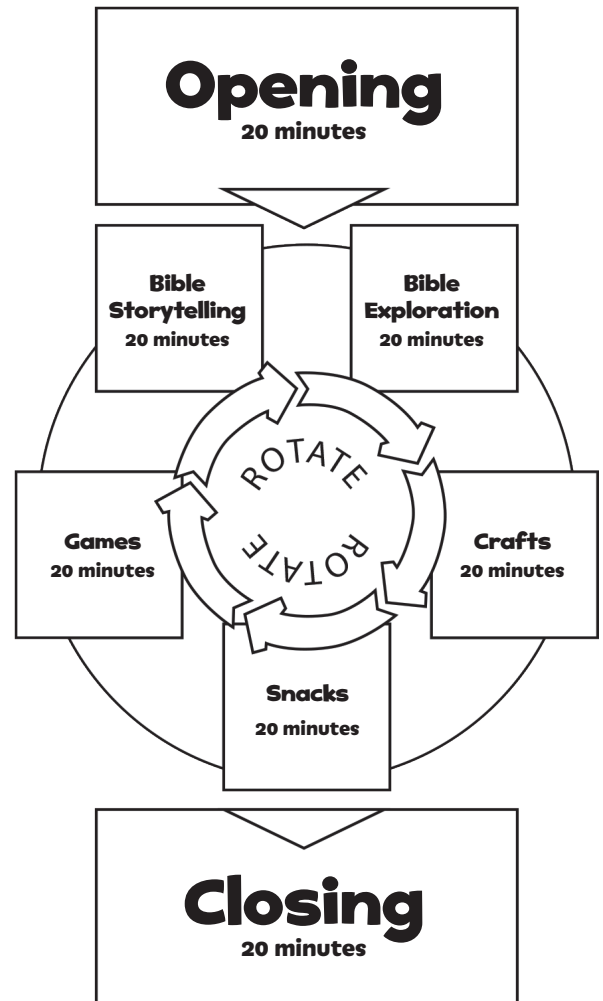 Opening
20 minutes
Bible
Storytelling
20 minutes
Bible
Exploration
20 minutes
ROTATE
ROTATE
Games
20 minutes
Crafts
20 minutes
Snacks
20 minutes
Closing
20 minutes